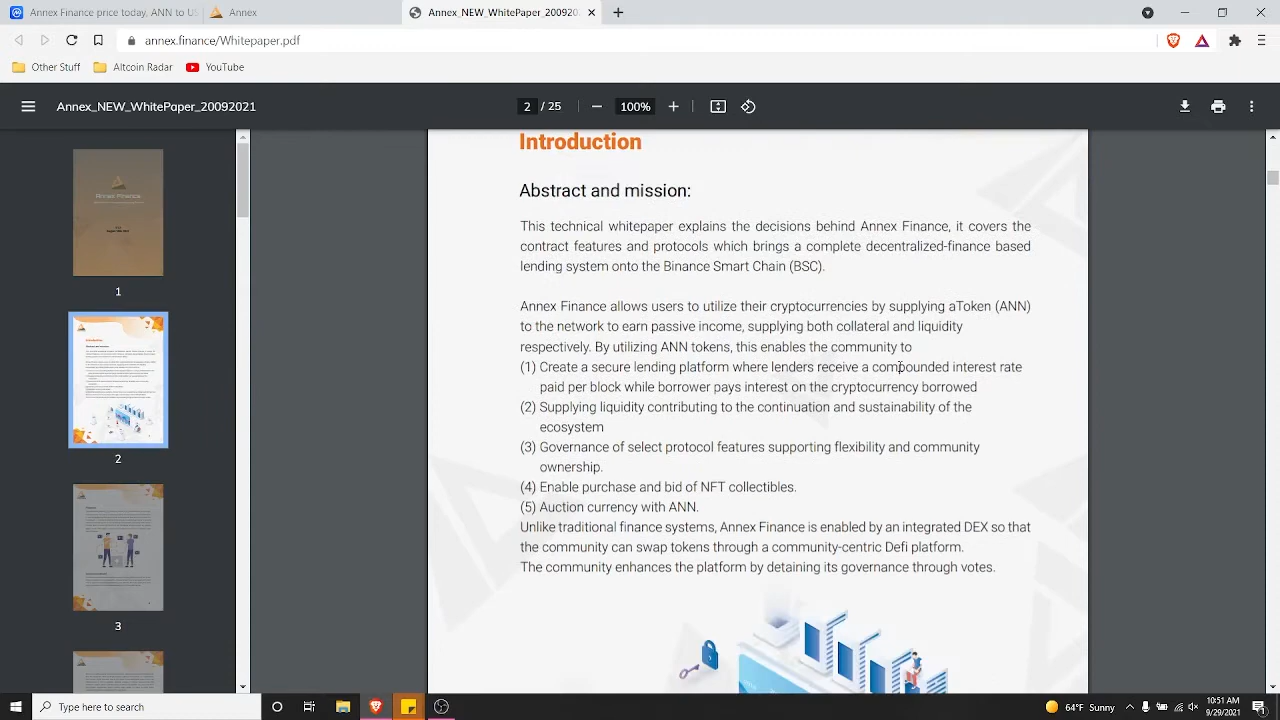 Annex Finance price today, ANN to US
Annex
Annex_NEW_WhitePaper_200920
annex.finance/Whitepaper.pdf
Other Stuff
Altcoin Radar
YouTube
Annex_NEW_WhitePaper_20092021
2 / 25
100%
Introduction
Abstract and mission:
This technical whitepaper explains the decisions behind Annex Finance, it covers the
contract features and protocols which brings a complete decentralized-finance based
lending system onto the Binance Smart Chain (BSC).
Annex Finance allows users to utilize their cryptocurrencies by supplying aToken (ANN)
to the network to earn passive income, supplying both collateral and liquidity
respectively. By utilizing ANN tokens, this enables the community to
(1) Create a secure lending platform where lenders receive a compounded interest rate
paid per block while borrower pays interest on the cryptocurrency borrowed
(2) Supplying liquidity contributing to the continuation and sustainability of the
ecosystem
(3) Governance of select protocol features supporting flexibility and community
ownership.
(4) Enable purchase and bid of NFT collectibles.
(5) Auction currency with ANN.
Unlike traditional finance systems, Annex Finance is enabled by an integrated DEX so that
the community can swap tokens through a community-centric Defi platform.
The community enhances the platform by detaining its governance through votes.
Annex Finance
1
2
3
Type here to search
64°F Sunny
10:51 AM
9/29/2021